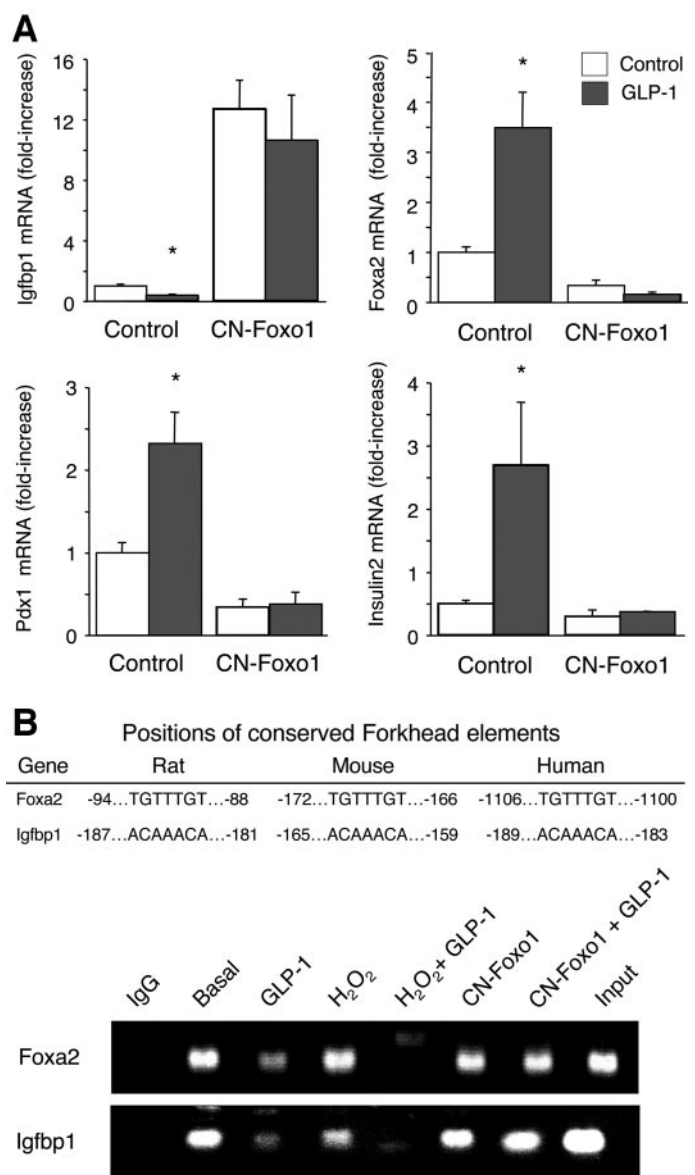 A
Igfbp1 mRNA (fold-increase)
16
12
8
4
0
*
Control
CN-Foxo1
Foxa2 mRNA (fold-increase)
5
4
3
2
1
0
*
Control
CN-Foxo1
Control
GLP-1
Pdx1 mRNA (fold-increase)
3
2
1
0
*
Control
CN-Foxo1
Insulin2 mRNA (fold-increase)
4
3
2
1
0
*
Control
CN-Foxo1
B
Positions of conserved Forkhead elements
Gene Rat Mouse Human
Foxa2 -94...TGTTTGT...-88 -172...TGTTTGT...-166 -1106...TGTTTGT...-1100
Igfbp1 -187...ACAAACA...-181 -165...ACAAACA...-159 -189...ACAAACA...-183
IgG
Basal
GLP-1
H₂O₂
H₂O₂+ GLP-1
CN-Foxo1
CN-Foxo1 + GLP-1
Input
Foxa2
Igfbp1